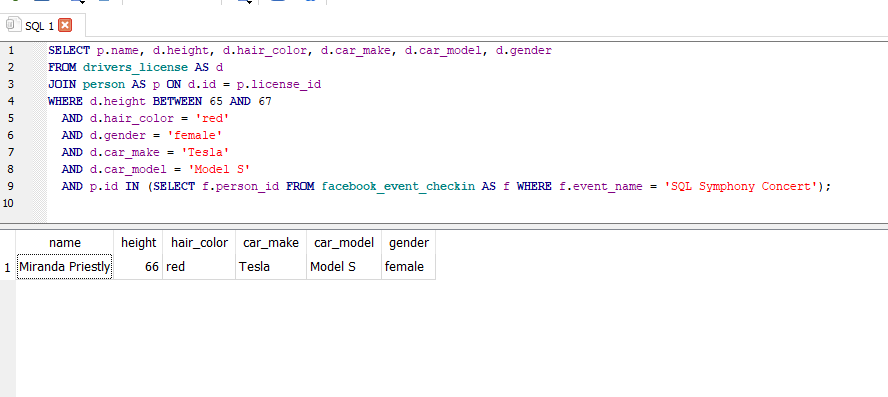 SQL 1
1 SELECT p.name, d.height, d.hair_color, d.car_make, d.car_model, d.gender
2 FROM drivers_license AS d
3 JOIN person AS p ON d.id = p.license_id
4 WHERE d.height BETWEEN 65 AND 67
5 AND d.hair_color = 'red'
6 AND d.gender = 'female'
7 AND d.car_make = 'Tesla'
8 AND d.car_model = 'Model S'
9 AND p.id IN (SELECT f.person_id FROM facebook_event_checkin AS f WHERE f.event_name = 'SQL Symphony Concert');
10
name height hair_color car_make car_model gender
1 Miranda Priestly 66 red Tesla Model S female